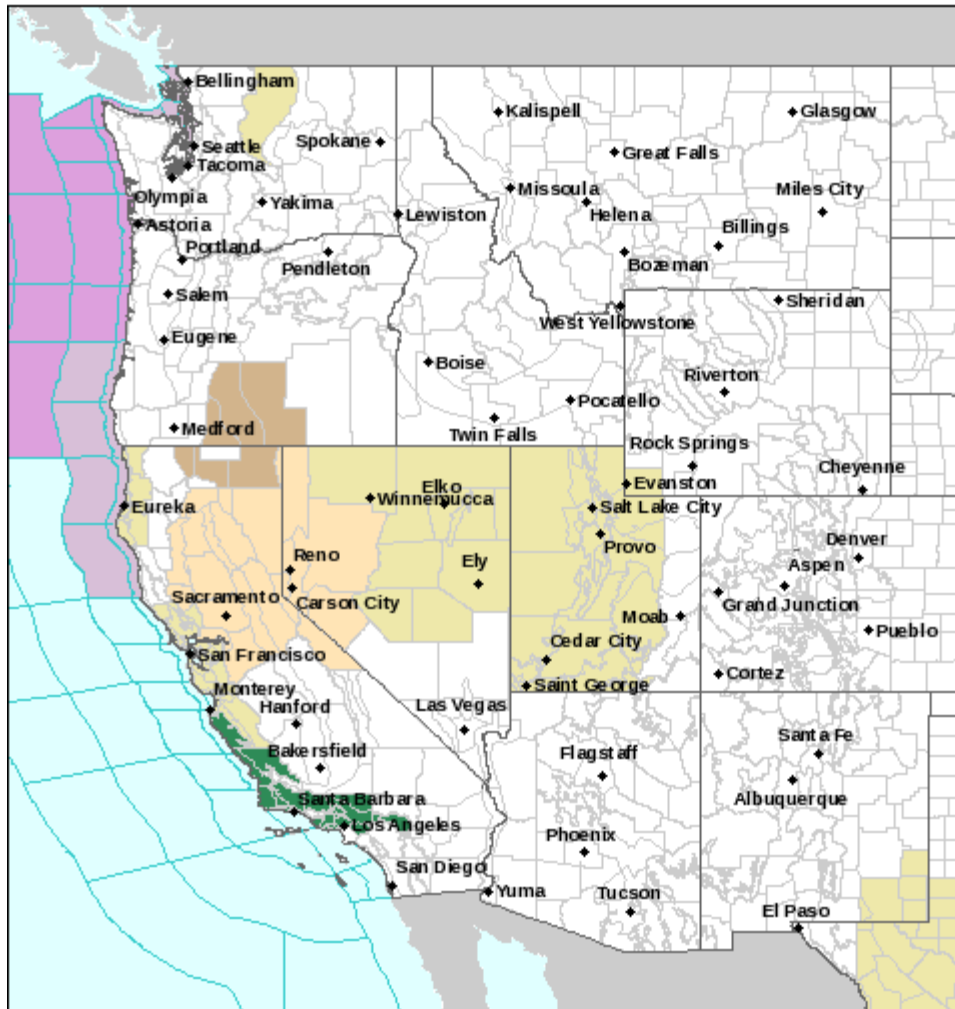 Bellingham
Kalispell
Glasgow
Seattle
Spokane
Great Falls
Tacoma
Missoula
Miles City
Olympia
Yakima
Lewiston
Helena
Astoria
Billings
Portland
Pendleton
Bozeman
Salem
Sheridan
West Yellowstone
Eugene
Boise
Riverton
Pocatello
Medford
Twin Falls
Rock Springs
Cheyenne
Evanston
Elko
Winnemucca
Eureka
Salt Lake City
Provo
Denver
Reno
Ely
Aspen
Sacramento
Carson City
Grand Junction
Moab
Pueblo
San Francisco
Cedar City
Cortez
Saint George
Monterey
Hanford
Las Vegas
Bakersfield
Flagstaff
Santa Fe
Albuquerque
Santa Barbara
Los Angeles
Phoenix
San Diego
Yuma
Tucson
El Paso